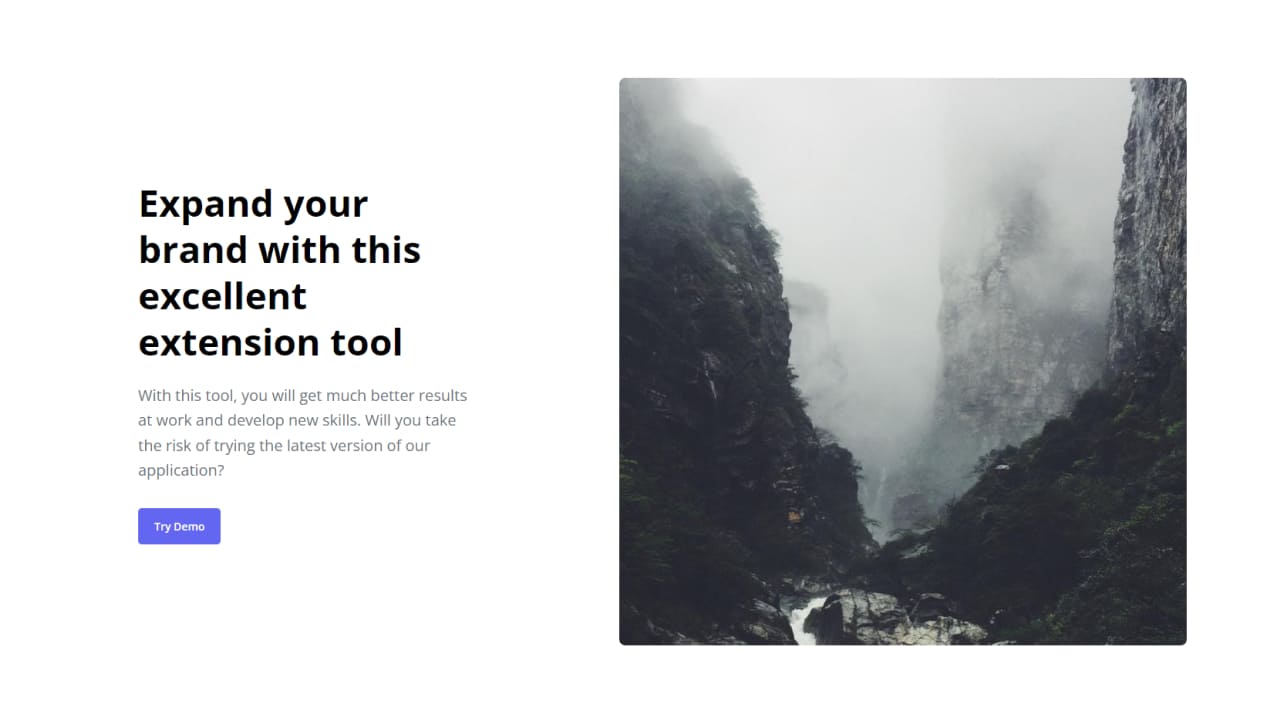 Expand your
brand with this
excellent
extension tool
With this tool, you will get much better results
at work and develop new skills. Will you take
the risk of trying the latest version of our
application?
Try Demo